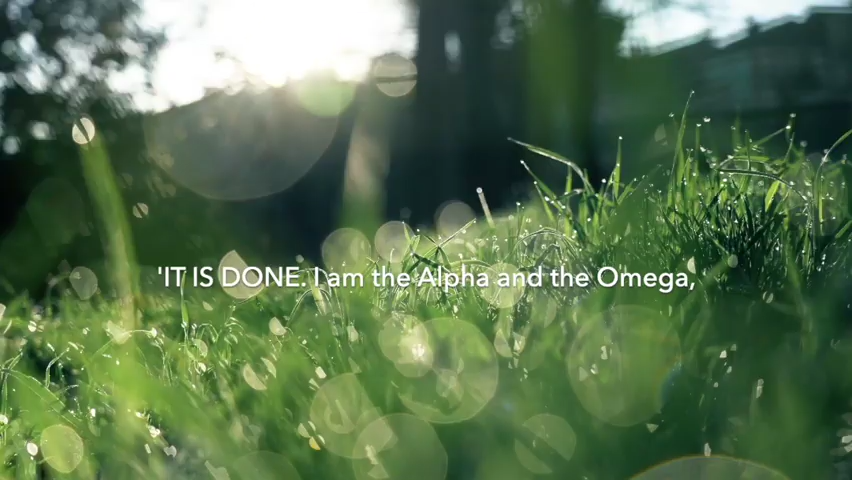 'IT IS DONE. I am the Alpha and the Omega,